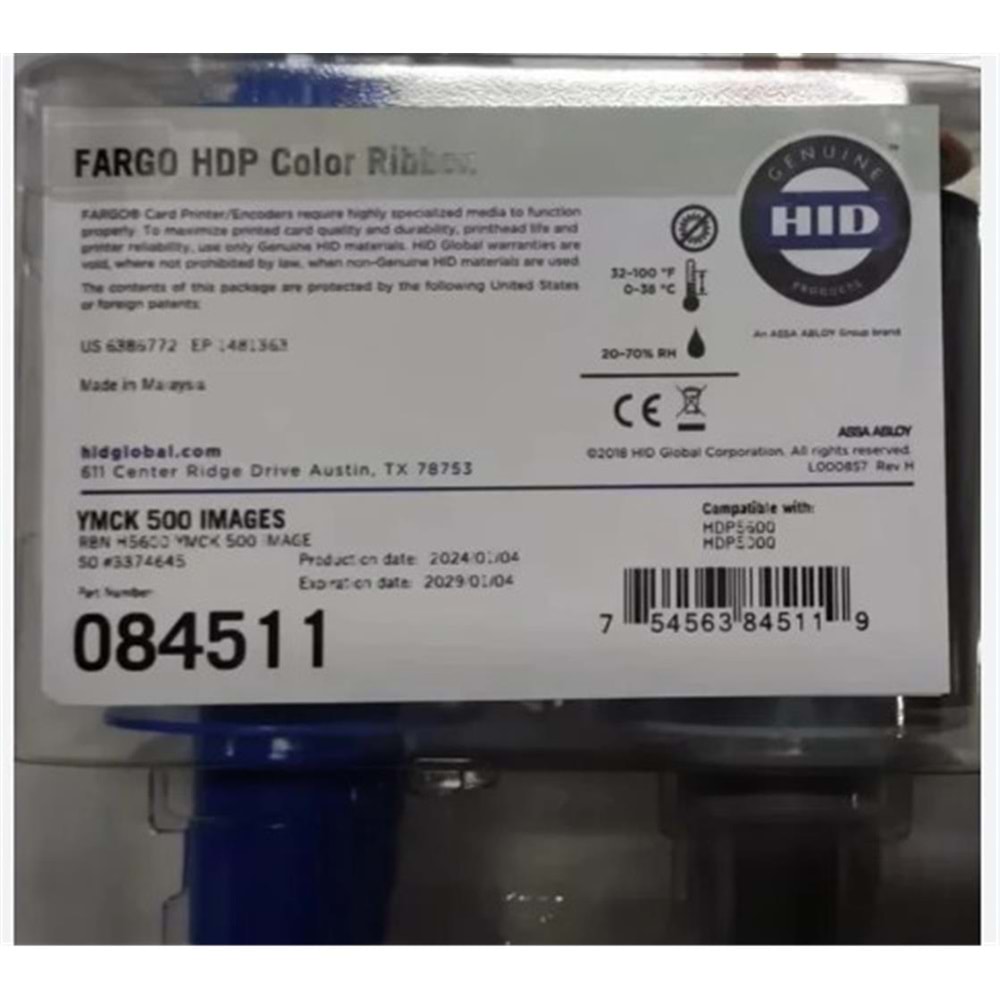 FARGO HDP Color Ribbon
GENUINE
HID
PRODUCTS
™
An ASSA ABLOY Group brand
FARGO® Card Printer/Encoders require highly specialized media to function
properly. To maximize printed card quality and durability, printhead life and
printer reliability, use only Genuine HID materials. HID Global warranties are
void, where not prohibited by law, when non-Genuine HID materials are used.
The contents of this package are protected by the following United States
or foreign patents:
US 6386772 EP 1481363
Made in Malaysia
32-100 °F
0-38 °C
20-70% RH
CE
hidglobal.com
611 Center Ridge Drive Austin, TX 78753
ASSA ABLOY
©2018 HID Global Corporation. All rights reserved.
L000857 Rev H
YMCK 500 IMAGES
RBN H5600 YMCK 500 IMAGE
SO #3374645
Production date: 2024/01/04
Expiration date: 2029/01/04
Part Number
084511
Compatible with:
HDP5600
HDP5000
7 54563 84511 9